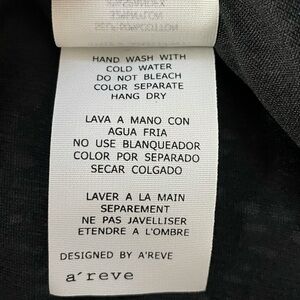 HAND WASH WITH
COLD WATER
DO NOT BLEACH
COLOR SEPARATE
HANG DRY
LAVA A MANO CON
AGUA FRIA
NO USE BLANQUEADOR
COLOR POR SEPARADO
SECAR COLGADO
LAVER A LA MAIN
SEPAREMENT
NE PAS JAVELLISER
ETENDRE A L'OMBRE
DESIGNED BY A'REVE
a´reve